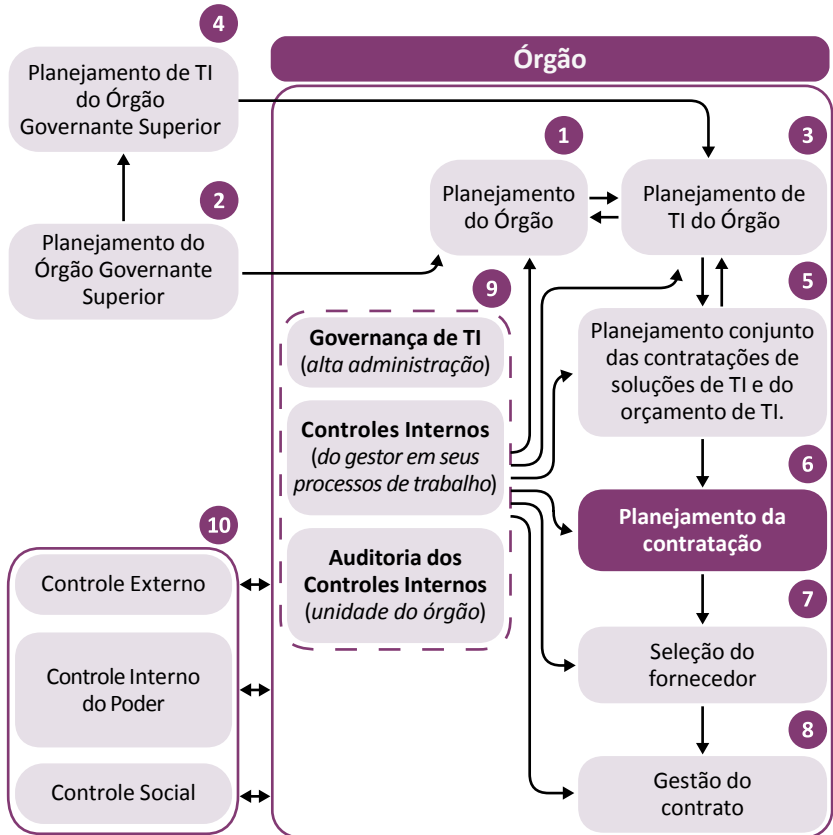 4
Planejamento de TI
do Órgão
Governante Superior
2
Planejamento do
Órgão Governante
Superior
Órgão
1
Planejamento
do Órgão
3
Planejamento de
TI do Órgão
9
Governança de TI
(alta administração)
Controles Internos
(do gestor em seus
processos de trabalho)
Auditoria dos
Controles Internos
(unidade do órgão)
5
Planejamento conjunto
das contratações de
soluções de TI e do
orçamento de TI.
6
Planejamento da
contratação
7
Seleção do
fornecedor
8
Gestão do
contrato
10
Controle Externo
Controle Interno
do Poder
Controle Social